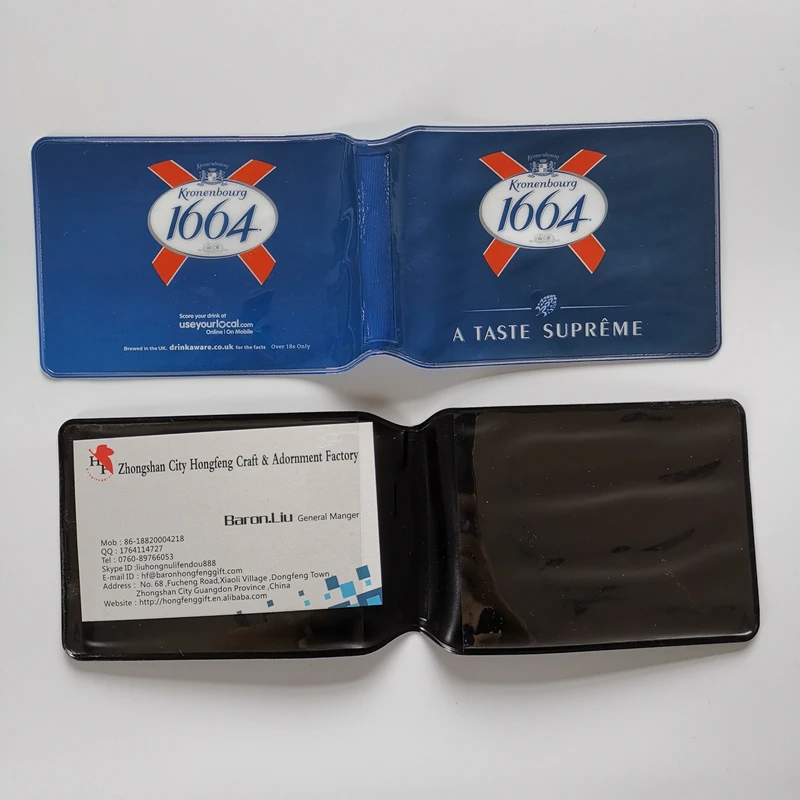 Kronenbourg
Kronenbourg
1664
Score your drink at
useyourlocal.com
Online | On Mobile
Brewed in the UK. drinkaware.co.uk for the facts Over 18s Only
Kronenbourg
Kronenbourg
1664
A TASTE SUPRÊME
HF
Zhongshan City Hongfeng Craft & Adornment Factory
Baron.Liu General Manger
Mob : 86-18820004218
QQ : 1764114727
Tel : 0760-89766053
Skype ID :liuhongnulifendou888
E-mail ID : hf@baronhongfenggift.com
Address : No. 68 ,Fucheng Road,Xiaoli Village ,Dongfeng Town
Zhongshan City Guangdon Province ,China
Website : http://hongfenggift.en.alibaba.com